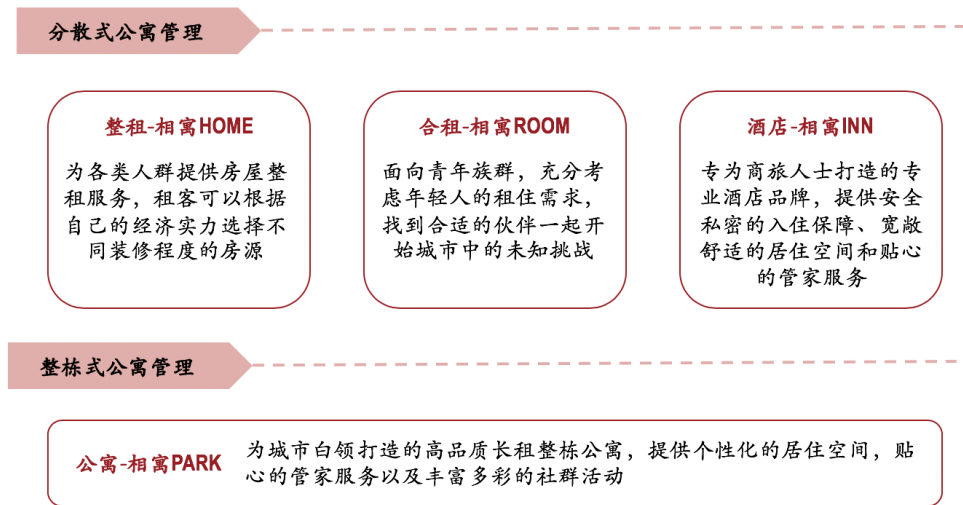 分散式公寓管理
整租-相寓HOME
为各类人群提供房屋整
租服务，租客可以根据
自己的经济实力选择不
同装修程度的房源
合租-相寓ROOM
面向青年族群，充分考
虑年轻人的租住需求，
找到合适的伙伴一起开
始城市中的未知挑战
酒店-相寓INN
专为商旅人士打造的专
业酒店品牌，提供安全
私密的入住保障、宽敞
舒适的居住空间和贴心
的管家服务
整栋式公寓管理
公寓-相寓PARK
为城市白领打造的高品质长租整栋公寓，提供个性化的居住空间，贴
心的管家服务以及丰富多彩的社群活动